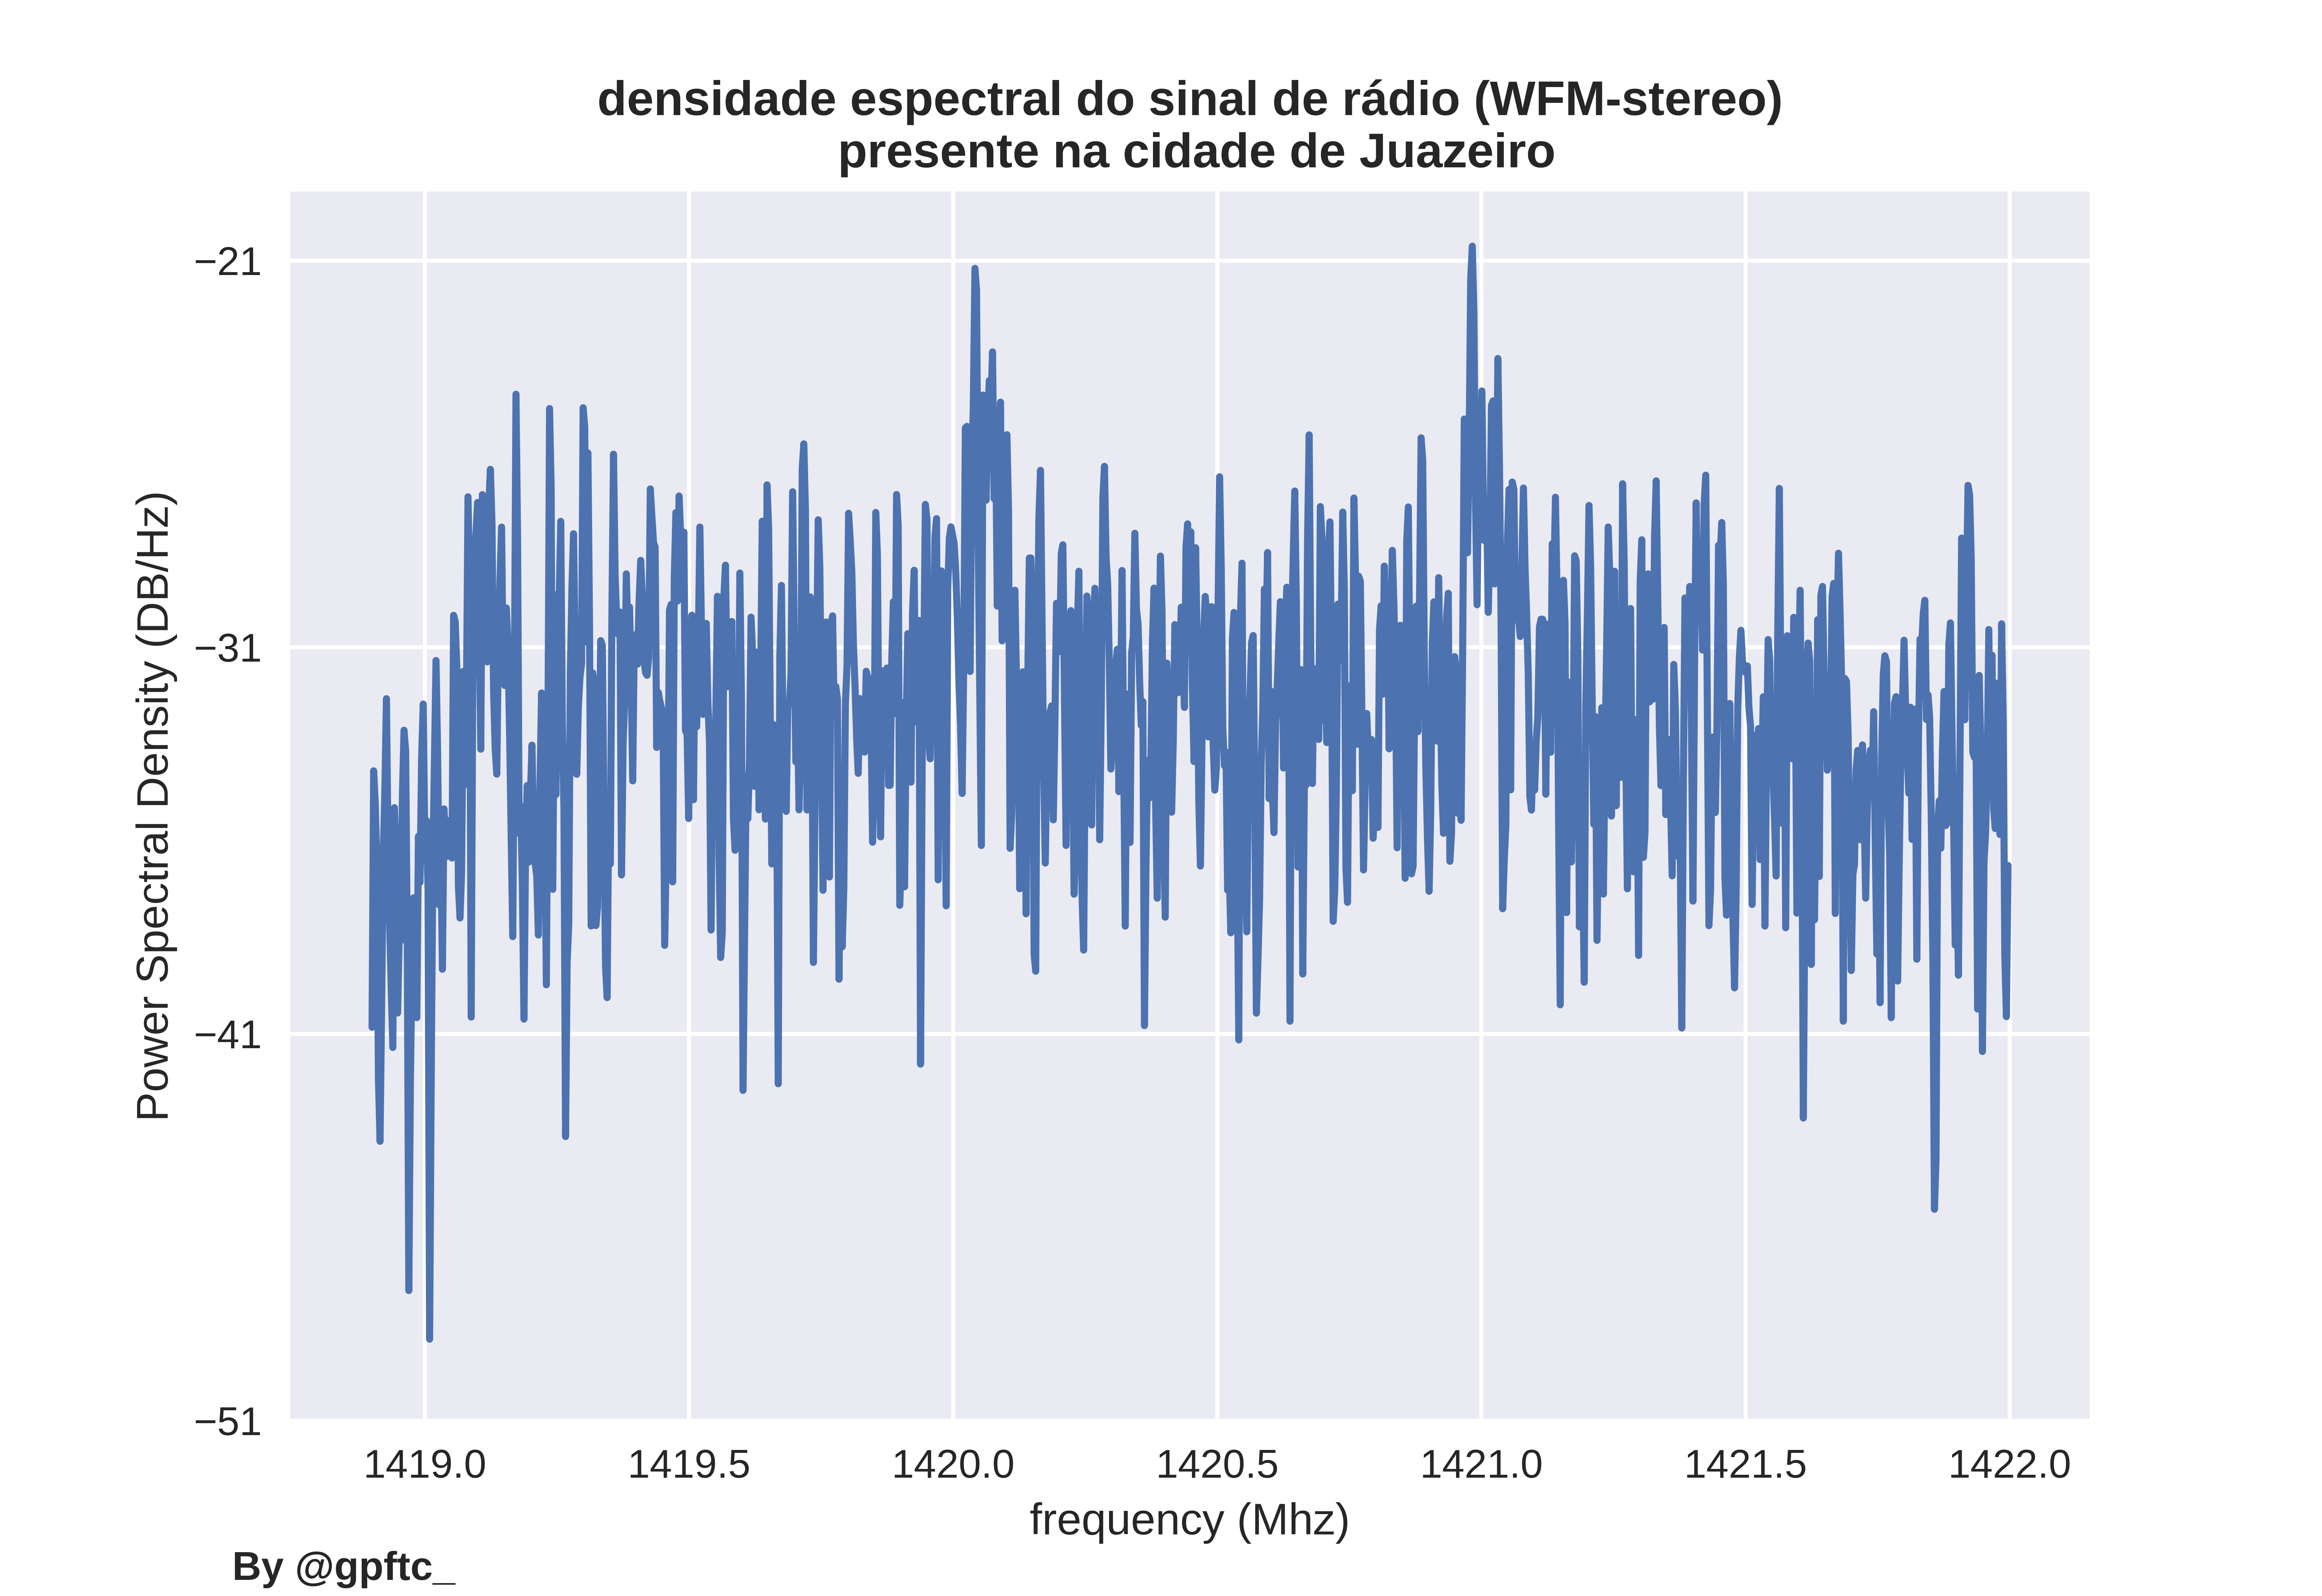 densidade espectral do sinal de rádio (WFM-stereo)
presente na cidade de Juazeiro
Power Spectral Density (DB/Hz)
−21
−31
−41
−51
1419.0 1419.5 1420.0 1420.5 1421.0 1421.5 1422.0
frequency (Mhz)
By @gpftc_